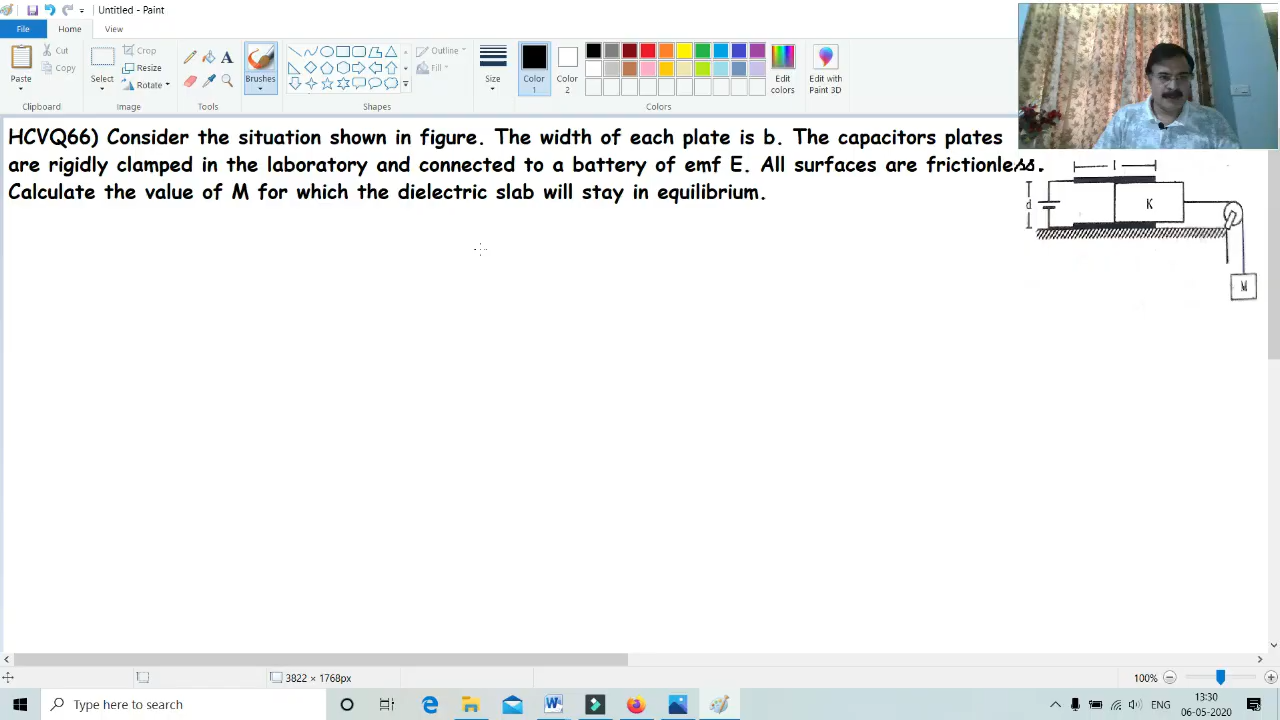 Untitled - Paint
File
Home
View
Paste
Cut
Copy
Clipboard
Select
Crop
Resize
Rotate
Image
A
Tools
Brushes
Shapes
Outline
Fill
Size
Color
1
Color
2
Colors
Edit
colors
Edit with
Paint 3D
HCVQ66) Consider the situation shown in figure. The width of each plate is b. The capacitors plates
are rigidly clamped in the laboratory and connected to a battery of emf E. All surfaces are frictionless.
Calculate the value of M for which the dielectric slab will stay in equilibrium.
l
d
K
M
3822 × 1768px
100%
Type here to search
W
ENG
13:30
06-05-2020